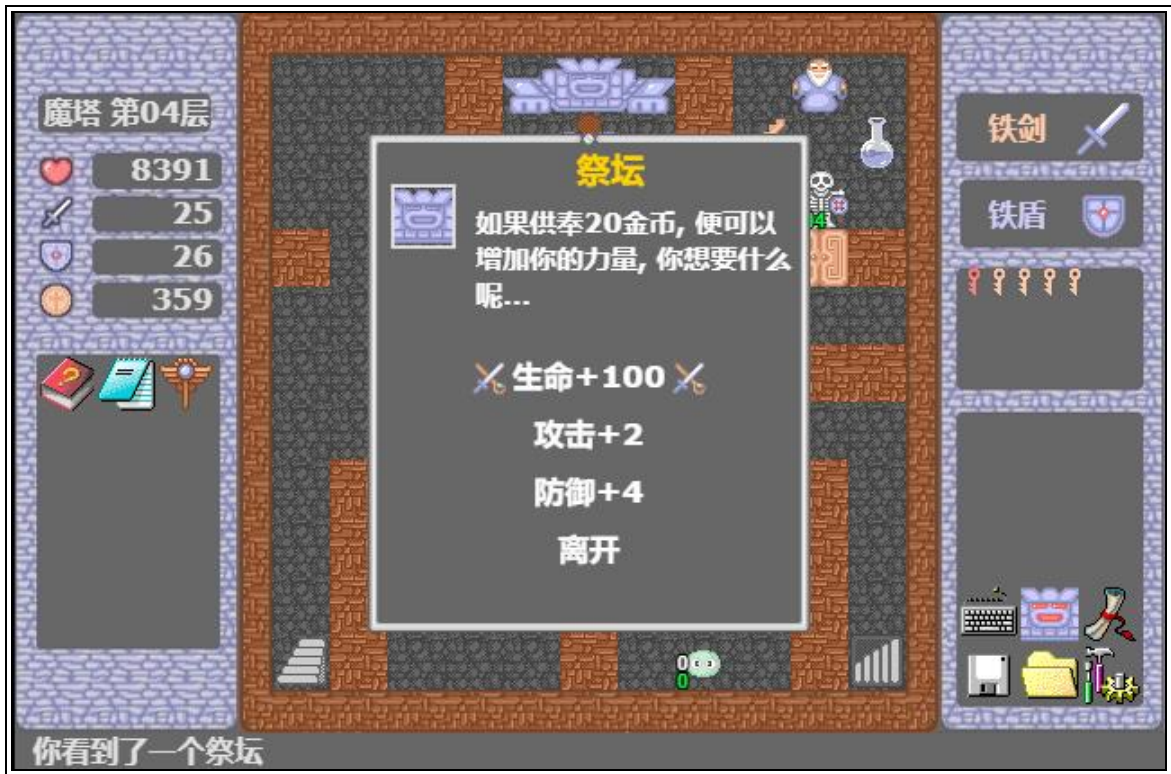 魔塔 第04层
8391
25
26
359
祭坛
如果供奉20金币, 便可以
增加你的力量, 你想要什么
呢...
生命+100
攻击+2
防御+4
离开
铁剑
铁盾
4
0
0
你看到了一个祭坛